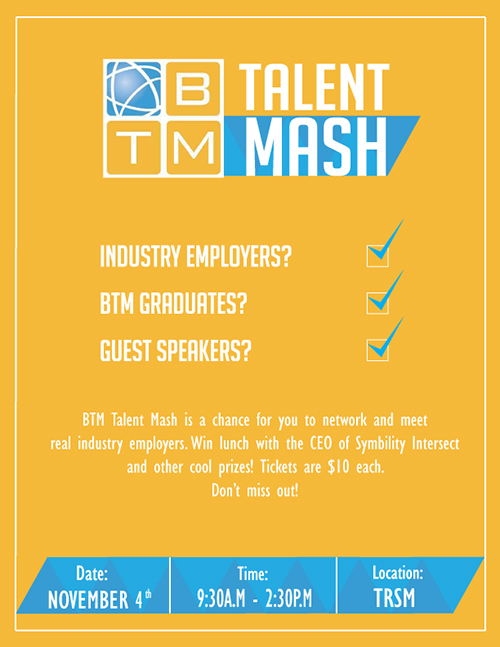 B
TM
TALENT
MASH
INDUSTRY EMPLOYERS?
BTM GRADUATES?
GUEST SPEAKERS?
BTM Talent Mash is a chance for you to network and meet
real industry employers. Win lunch with the CEO of Symbility Intersect
and other cool prizes! Tickets are $10 each.
Don't miss out!
Date:
NOVEMBER 4th
Time:
9:30A.M - 2:30P.M
Location:
TRSM